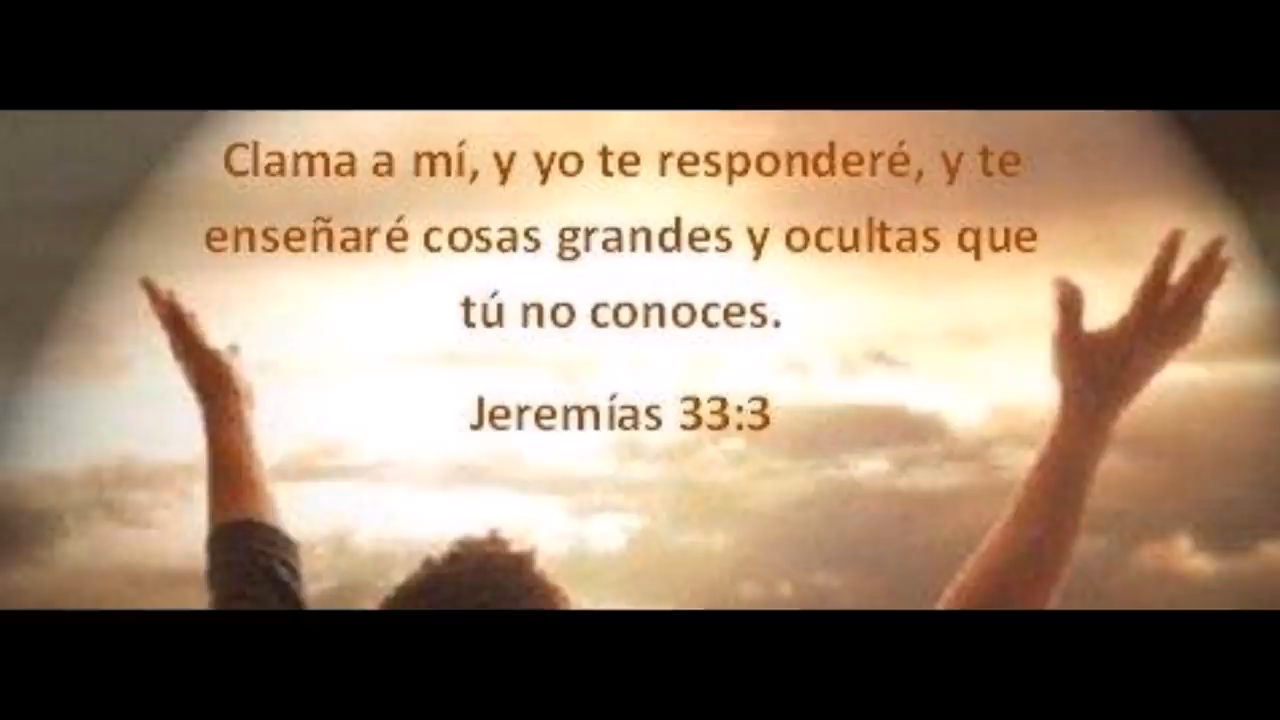 Clama a mí, y yo te responderé, y te
enseñaré cosas grandes y ocultas que
tú no conoces.
Jeremías 33:3